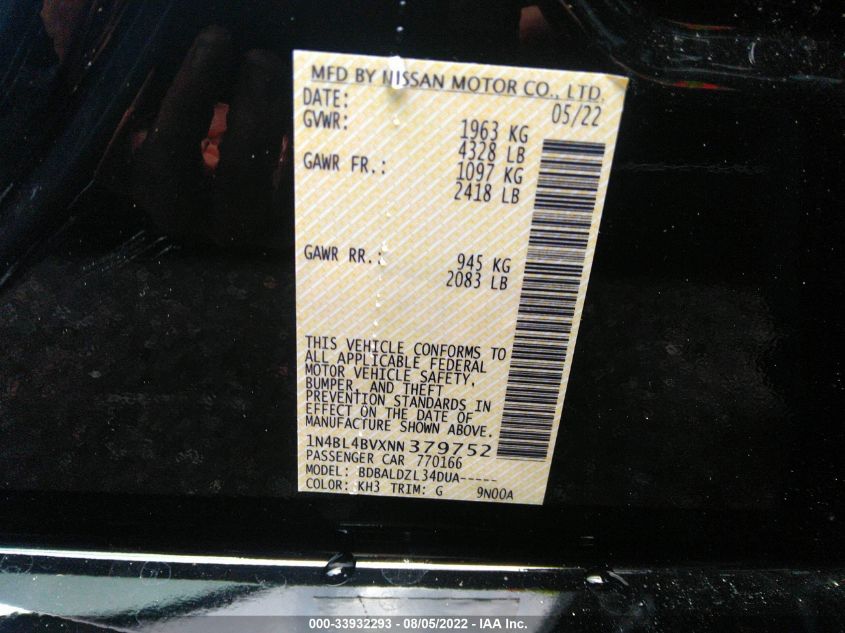 MFD BY NISSAN MOTOR CO., LTD.
DATE: 05/22
GVWR: 1963 KG
4328 LB
GAWR FR.: 1097 KG
2418 LB
GAWR RR.: 945 KG
2083 LB
THIS VEHICLE CONFORMS TO
ALL APPLICABLE FEDERAL
MOTOR VEHICLE SAFETY,
BUMPER, AND THEFT
PREVENTION STANDARDS IN
EFFECT ON THE DATE OF
MANUFACTURE SHOWN ABOVE.
1N4BL4BVXNN379752
PASSENGER CAR 770166
MODEL: BDBALDZL34DUA-----
COLOR: KH3 TRIM: G 9N00A
000-33932293 - 08/05/2022 - IAA Inc.